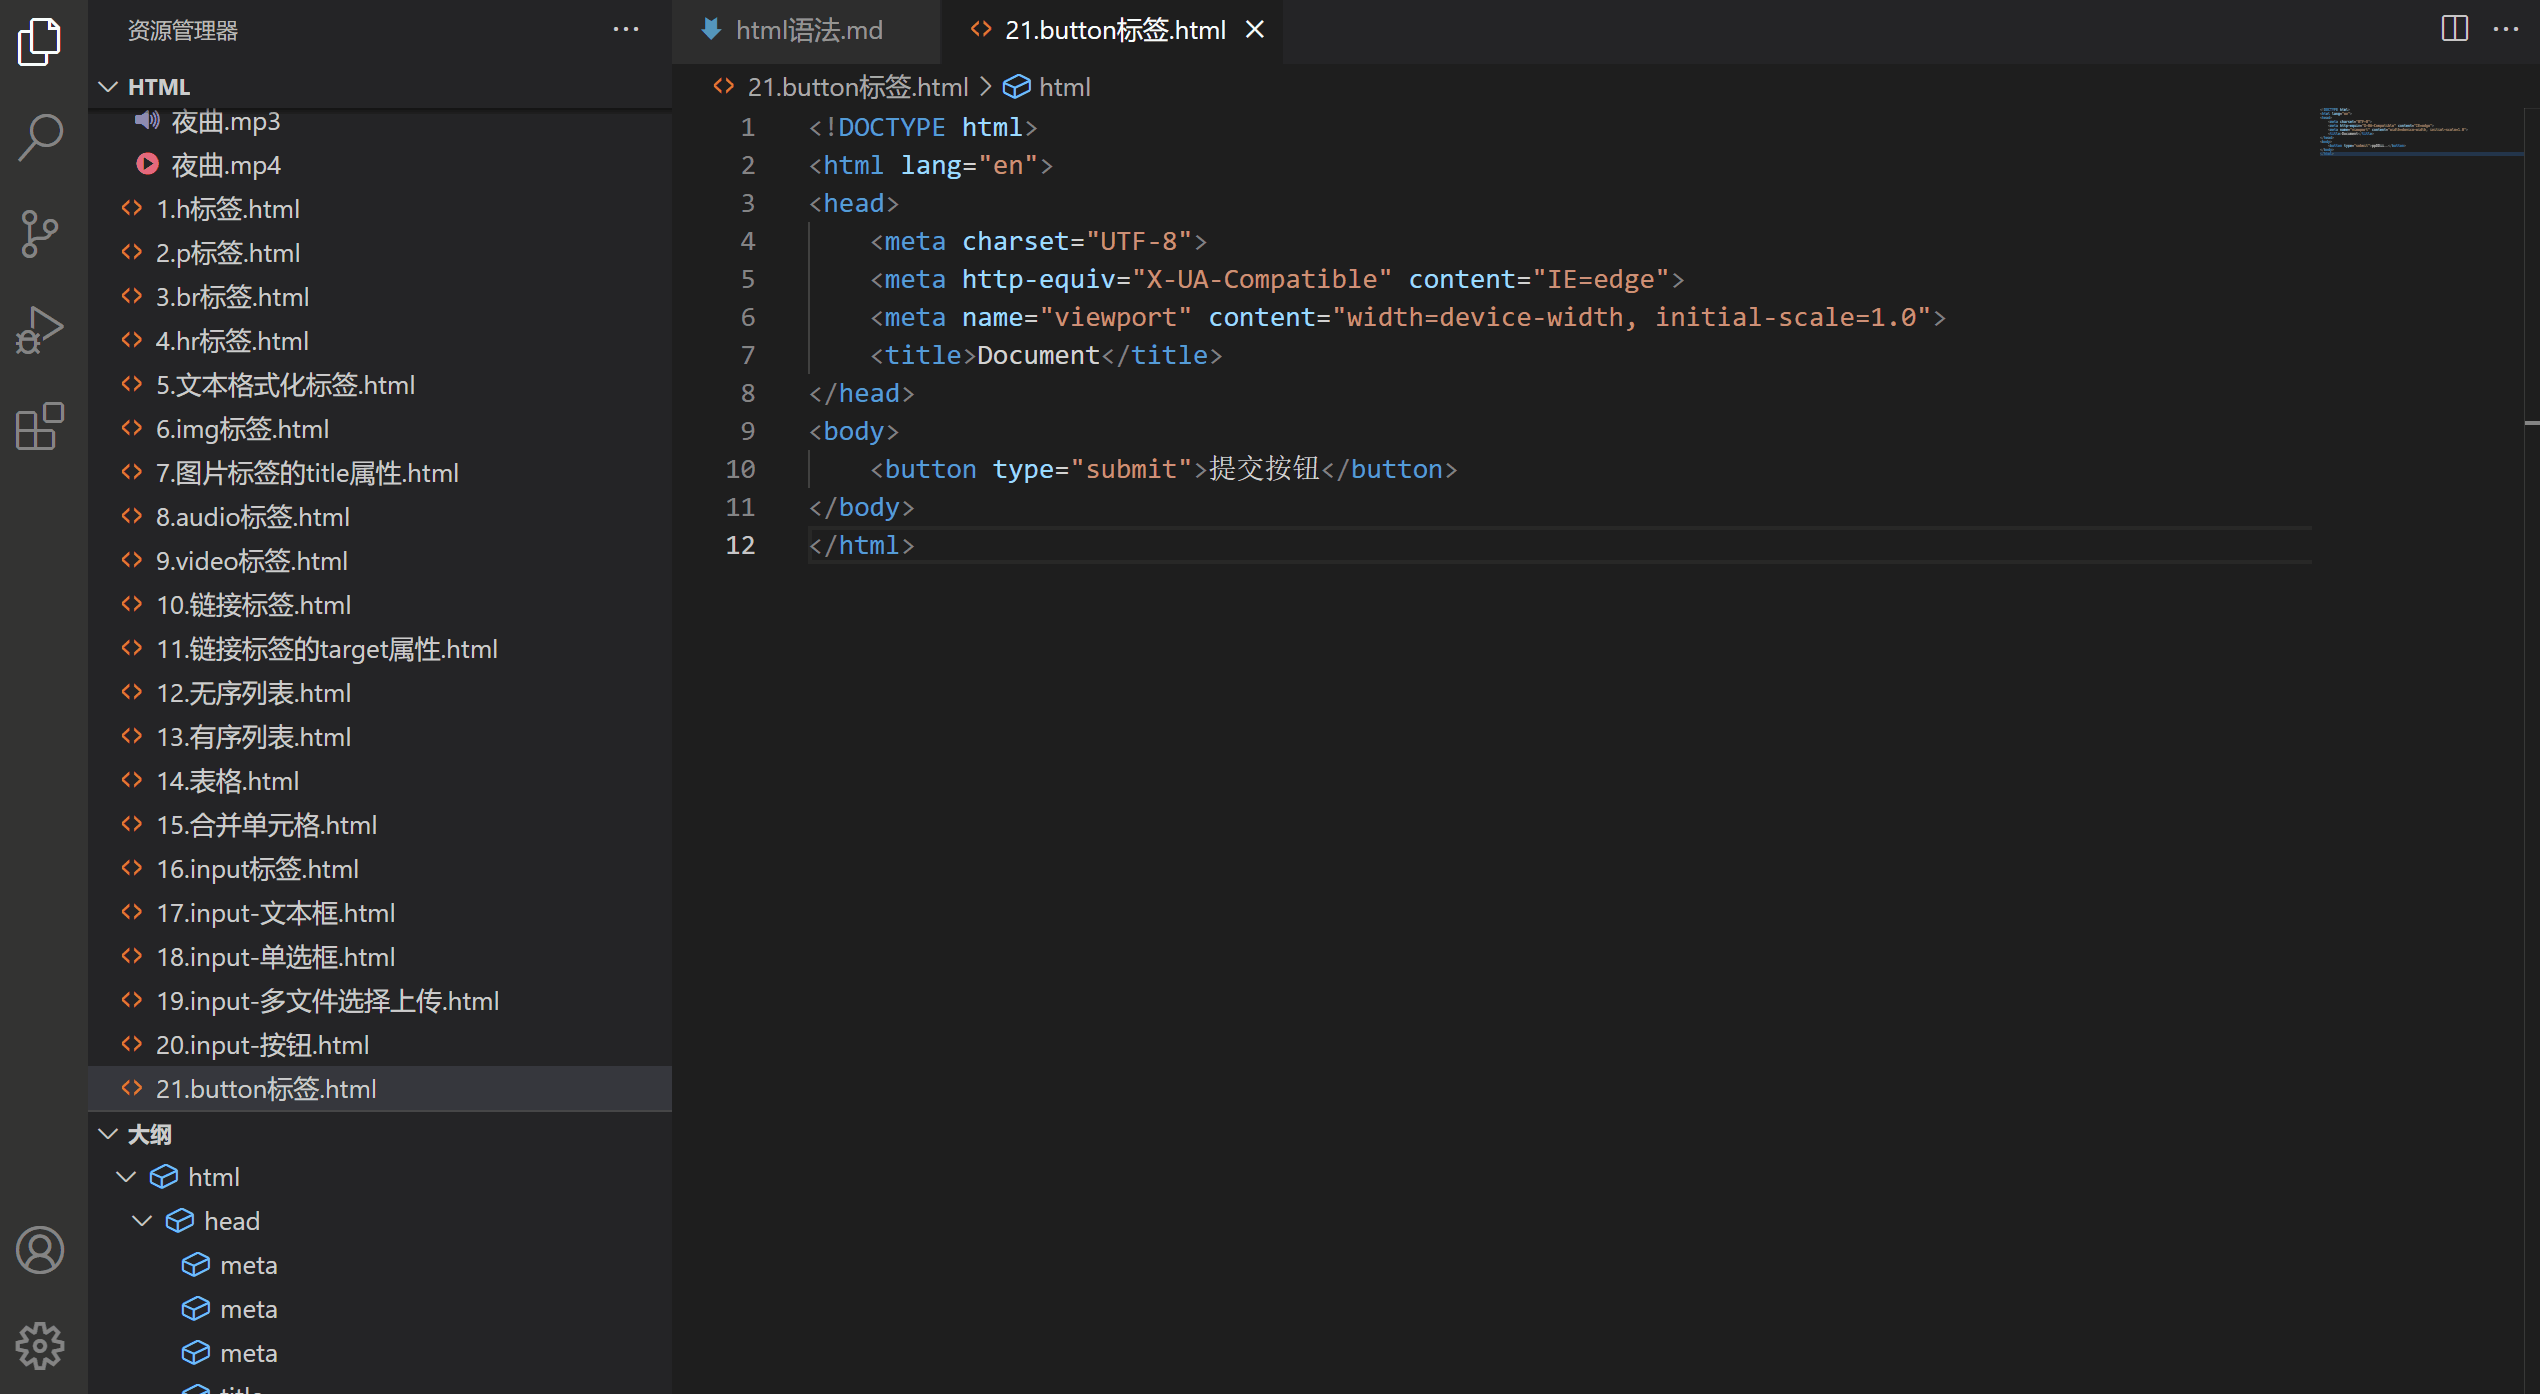 资源管理器
HTML
夜曲.mp3
夜曲.mp4
1.h标签.html
2.p标签.html
3.br标签.html
4.hr标签.html
5.文本格式化标签.html
6.img标签.html
7.图片标签的title属性.html
8.audio标签.html
9.video标签.html
10.链接标签.html
11.链接标签的target属性.html
12.无序列表.html
13.有序列表.html
14.表格.html
15.合并单元格.html
16.input标签.html
17.input-文本框.html
18.input-单选框.html
19.input-多文件选择上传.html
20.input-按钮.html
21.button标签.html
大纲
html
head
meta
meta
meta
title
html语法.md
21.button标签.html
21.button标签.html > html
1 <!DOCTYPE html>
2 <html lang="en">
3 <head>
4 <meta charset="UTF-8">
5 <meta http-equiv="X-UA-Compatible" content="IE=edge">
6 <meta name="viewport" content="width=device-width, initial-scale=1.0">
7 <title>Document</title>
8 </head>
9 <body>
10 <button type="submit">提交按钮</button>
11 </body>
12 </html>